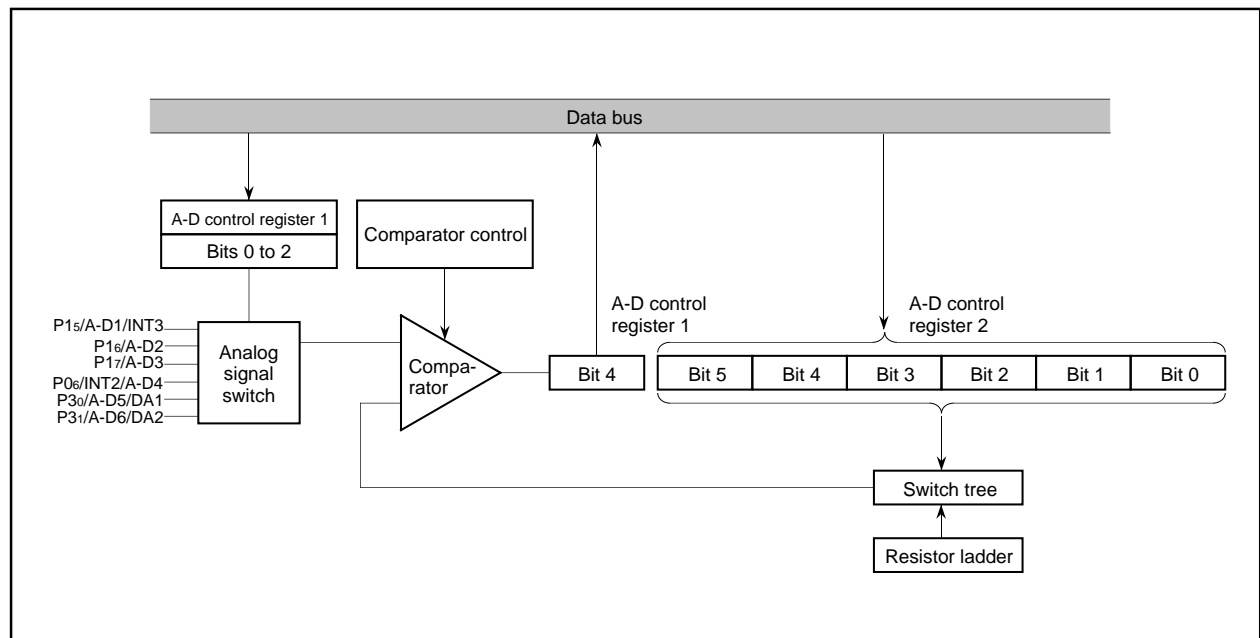 Data bus
A-D control register 1
Bits 0 to 2
Comparator control
A-D control
register 1
A-D control
register 2
P15/A-D1/INT3
P16/A-D2
P17/A-D3
P06/INT2/A-D4
P30/A-D5/DA1
P31/A-D6/DA2
Analog
signal
switch
Compa-
rator
Bit 4
Bit 5
Bit 4
Bit 3
Bit 2
Bit 1
Bit 0
Switch tree
Resistor ladder